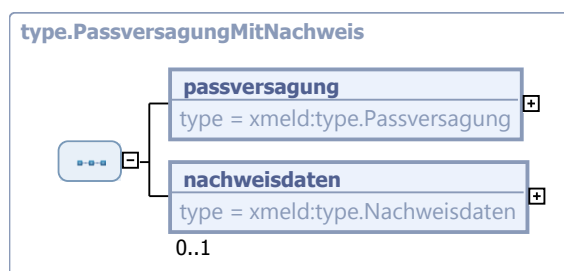 type.PassversagungMitNachweis
passversagung
type = xmeld:type.Passversagung
nachweisdaten
type = xmeld:type.Nachweisdaten
0..1